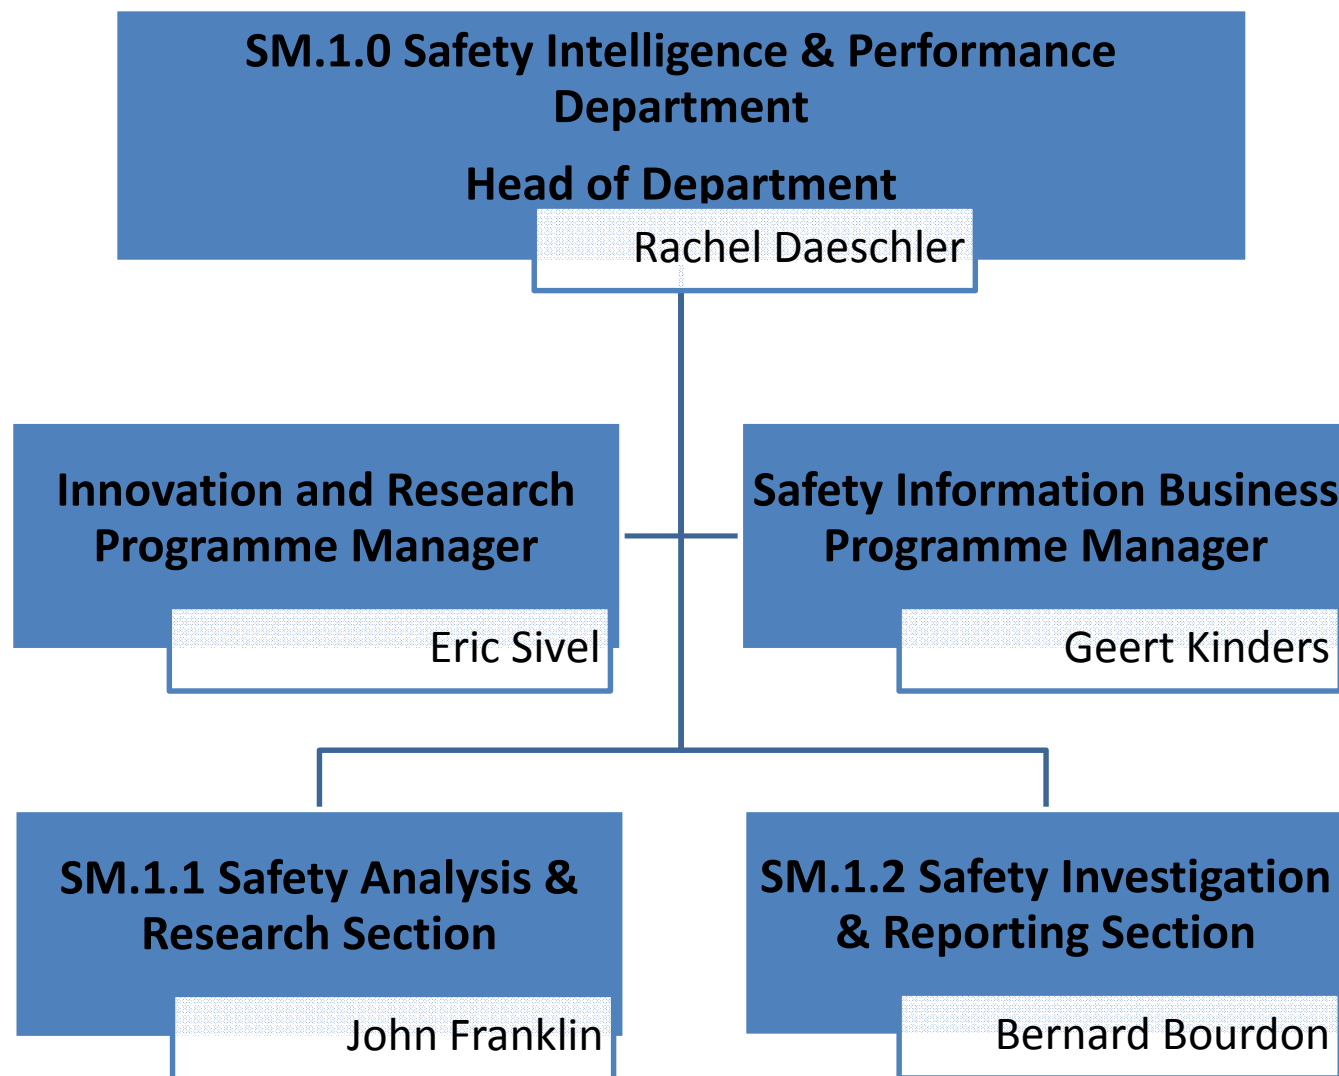 SM.1.0 Safety Intelligence & Performance
Department
Head of Department
Rachel Daeschler
Innovation and Research
Programme Manager
Eric Sivel
Safety Information Business
Programme Manager
Geert Kinders
SM.1.1 Safety Analysis &
Research Section
John Franklin
SM.1.2 Safety Investigation
& Reporting Section
Bernard Bourdon